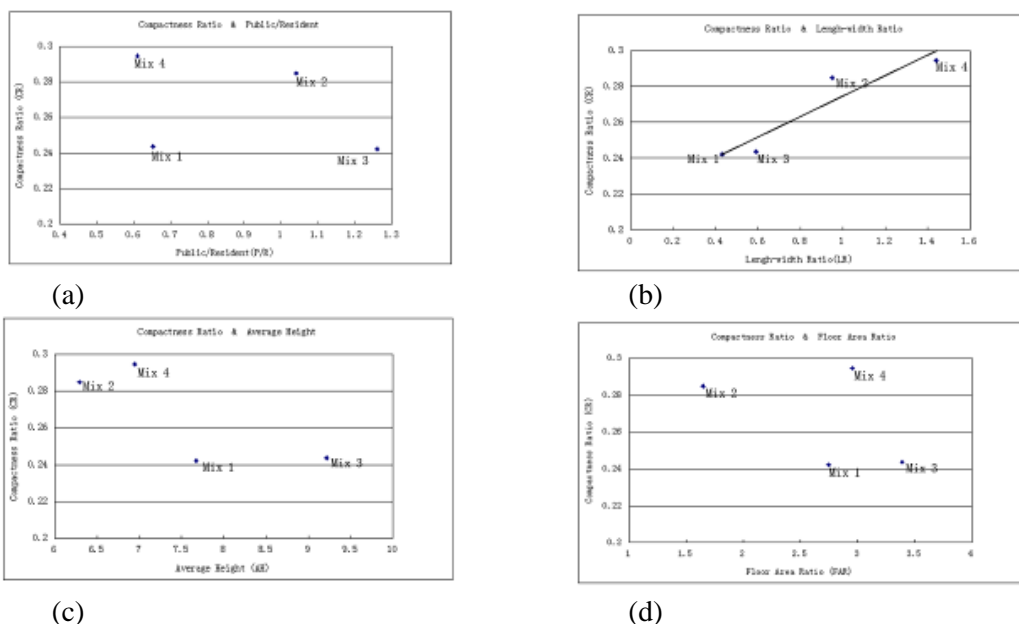 Compactness Ratio & Public/Resident
Compactness Ratio (CR)
0.3
0.28
0.26
0.24
0.22
0.2
Mix 4
Mix 2
Mix 1
Mix 3
0.4 0.5 0.6 0.7 0.8 0.9 1 1.1 1.2 1.3
Public/Resident(P/R)
(a)
Compactness Ratio & Lengh-width Ratio
Compactness Ratio (CR)
0.3
0.28
0.26
0.24
0.22
0.2
Mix 4
Mix 2
Mix 1
Mix 3
0 0.2 0.4 0.6 0.8 1 1.2 1.4 1.6
Lengh-width Ratio(LR)
(b)
Compactness Ratio & Average Height
Compactness Ratio (CR)
0.3
0.28
0.26
0.24
0.22
0.2
Mix 4
Mix 2
Mix 1
Mix 3
6 6.5 7 7.5 8 8.5 9 9.5 10
Average Height (AH)
(c)
Compactness Ratio & Floor Area Ratio
Compactness Ratio (CR)
0.3
0.28
0.26
0.24
0.22
0.2
Mix 4
Mix 2
Mix 1
Mix 3
1 1.5 2 2.5 3 3.5 4
Floor Area Ratio (FAR)
(d)